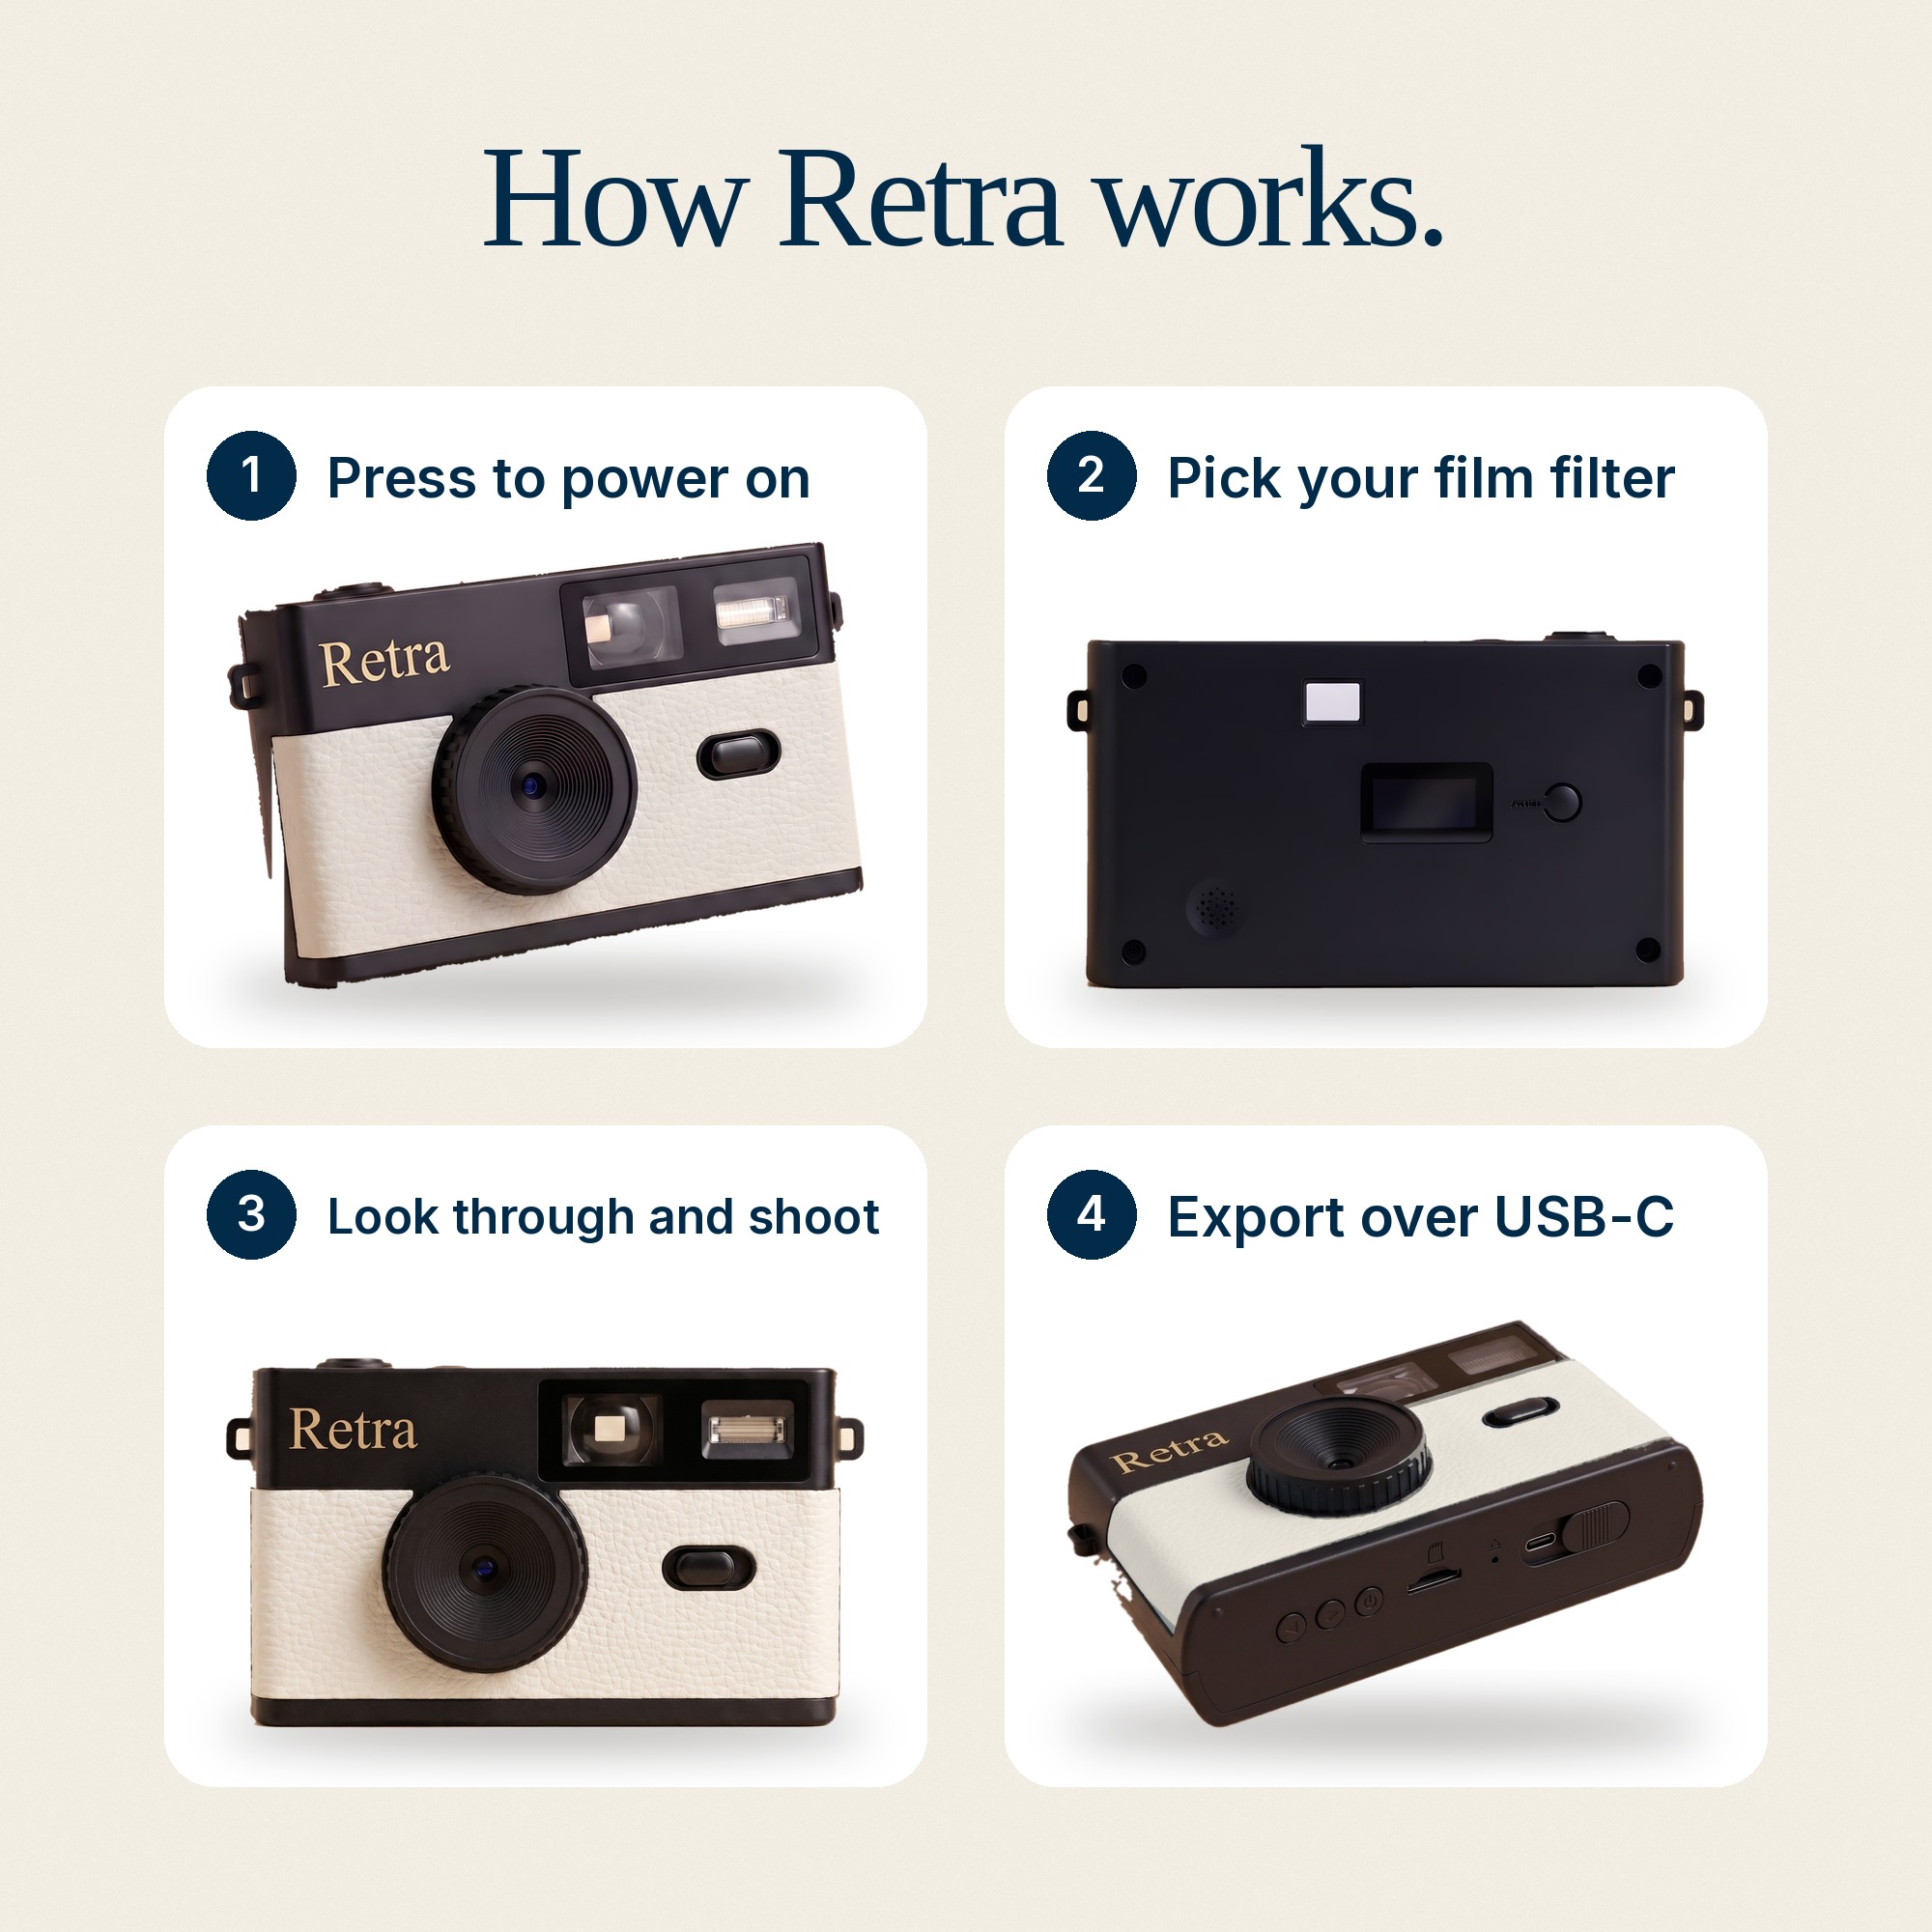 How Retra works.
1 Press to power on
Retra
2 Pick your film filter
3 Look through and shoot
Retra
4 Export over USB-C
Retra